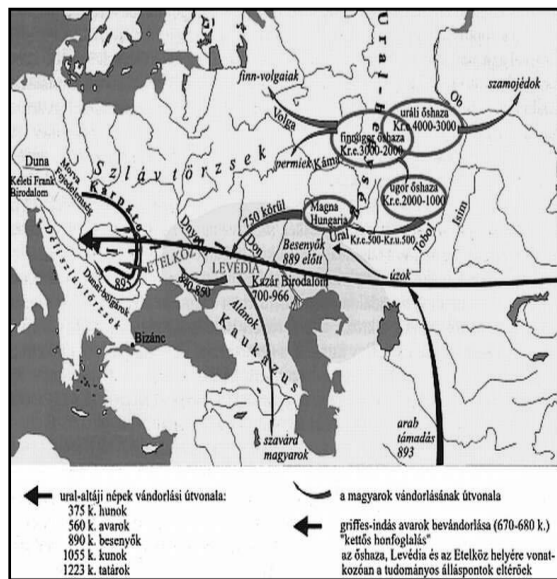 Ural-Hegység
finn-volgaiak
Ob
szamojédok
uráli őshaza
Kr.e.4000-3000
Volga
finnugor őshaza
Kr.e.3000-2000
permiek
Káma
Szlávtörzsek
Duna
Keleti Frank
Birodalom
Morva
Fejedelemség
Kárpátok
ugor őshaza
Kr.e.2000-1000
Isim
Tobol
Magna
Hungaria
750 körül
Kr.e.500-Kr.u.500
Ural
Dnyeper
Don
Besenyők
889 előtt
ETELKÖZ
LEVÉDIA
úzok
Délszlávtörzsek
895
830-850
Kazár Birodalom
700-966
Dunai-bolgárok
Alánok
Kaukázus
Bizánc
szavárd
magyarok
arab
támadás
893
ural-altáji népek vándorlási útvonala:
375 k. hunok
560 k. avarok
890 k. besenyők
1055 k. kunok
1223 k. tatárok
a magyarok vándorlásának útvonala
griffes-indás avarok bevándorlása (670-680 k.)
"kettős honfoglalás"
az őshaza, Levédia és az Etelköz helyére vonat-
kozóan a tudományos álláspontok eltérőek